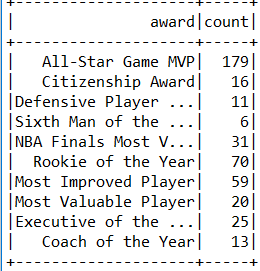 +--------------------+-----+
|               award|count|
+--------------------+-----+
|   All-Star Game MVP|  179|
|   Citizenship Award|   16|
|Defensive Player ...|   11|
|Sixth Man of the ...|    6|
|NBA Finals Most V...|   31|
|  Rookie of the Year|   70|
|Most Improved Player|   59|
|Most Valuable Player|   20|
|Executive of the ...|   25|
|   Coach of the Year|   13|
+--------------------+-----+